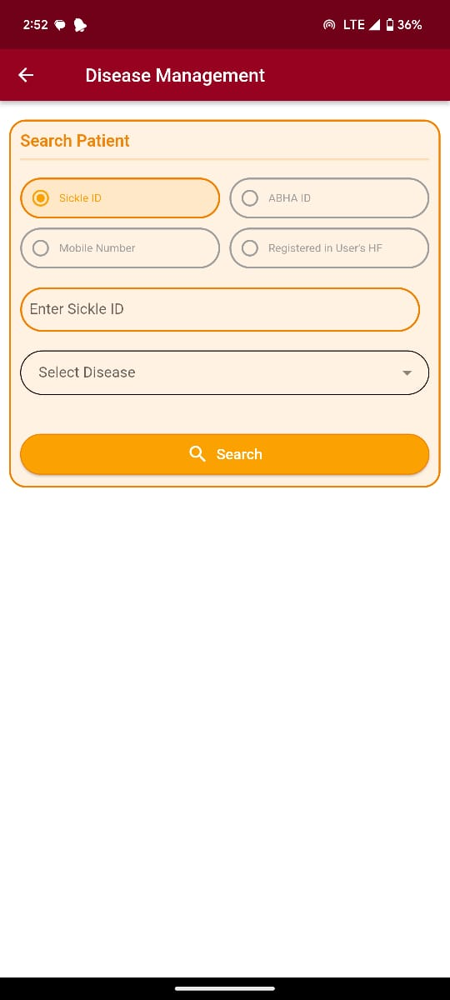 2:52 LTE 36%
Disease Management
Search Patient
Sickle ID ABHA ID
Mobile Number Registered in User's HF
Enter Sickle ID
Select Disease
Search